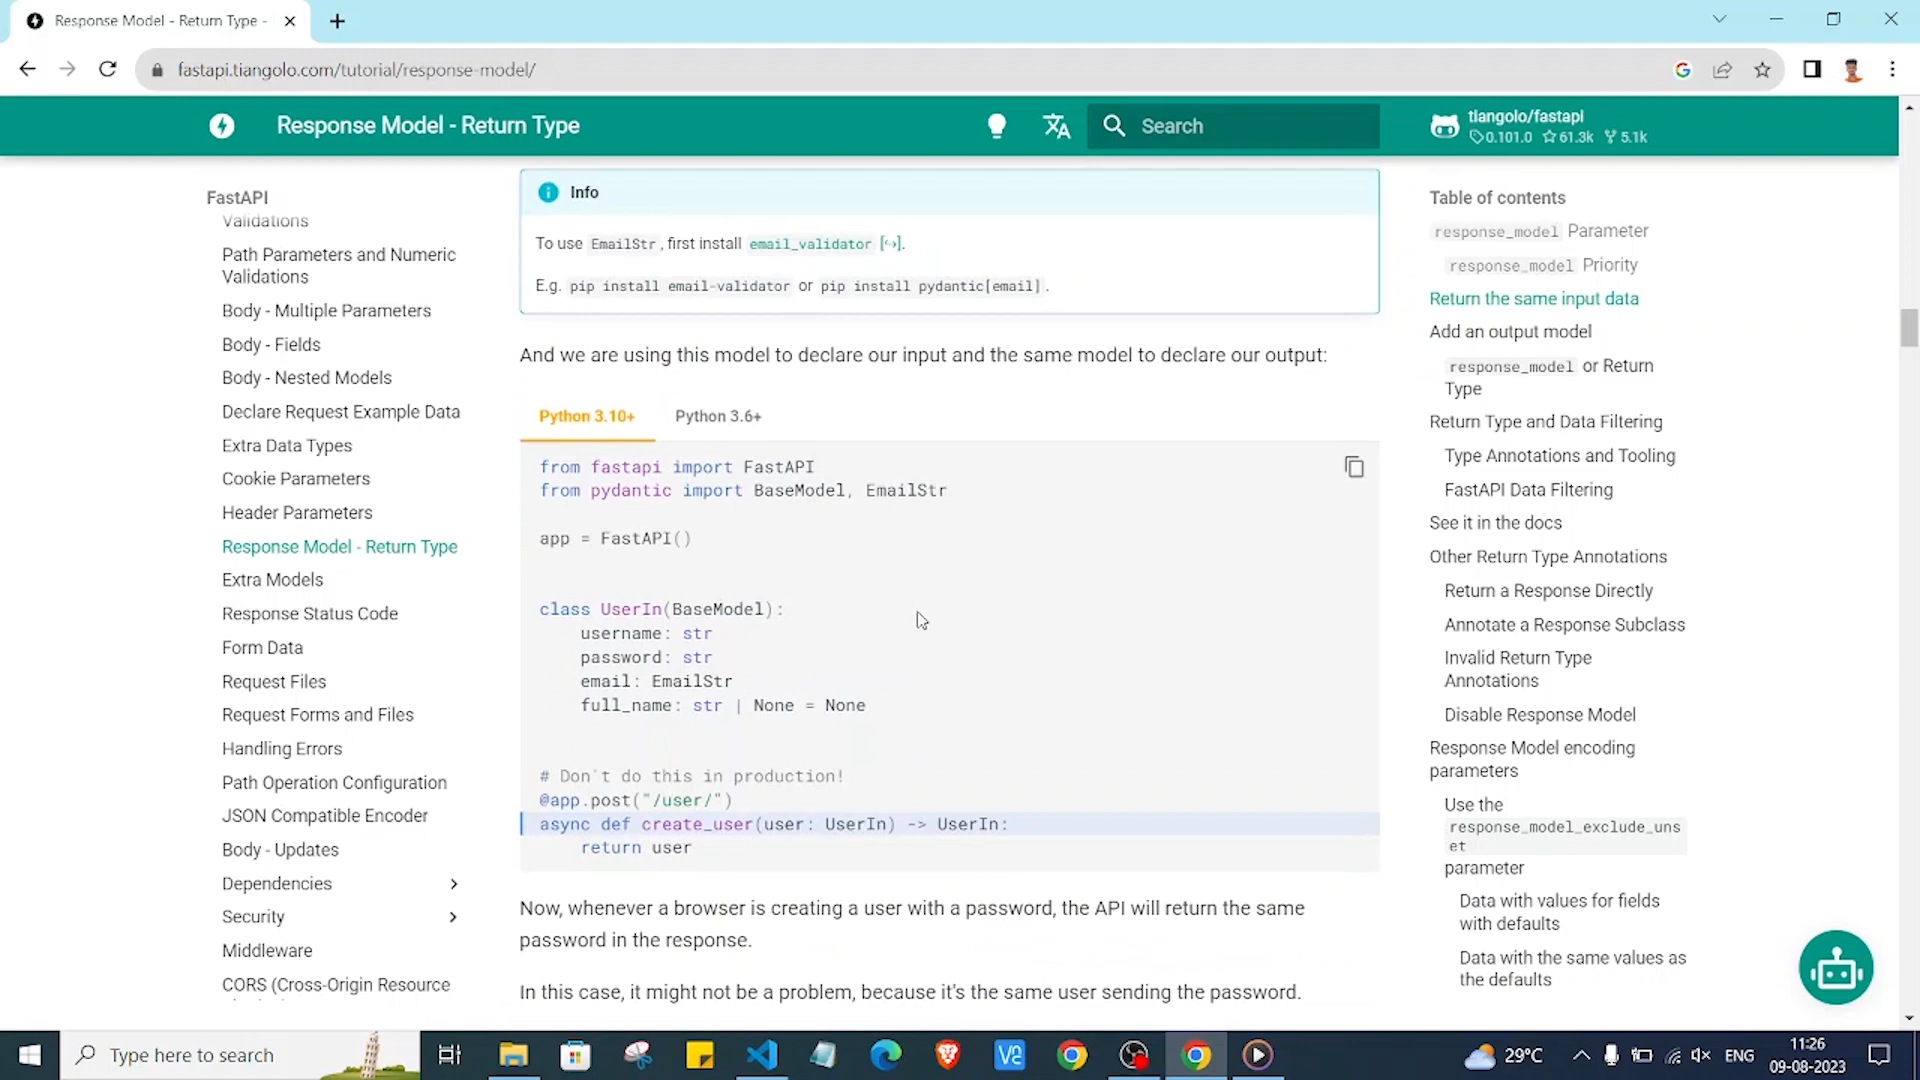 Response Model - Return Type -
fastapi.tiangolo.com/tutorial/response-model/
Response Model - Return Type
Search
tiangolo/fastapi
0.101.0 61.3k 5.1k
FastAPI
Validations
Path Parameters and Numeric
Validations
Body - Multiple Parameters
Body - Fields
Body - Nested Models
Declare Request Example Data
Extra Data Types
Cookie Parameters
Header Parameters
Response Model - Return Type
Extra Models
Response Status Code
Form Data
Request Files
Request Forms and Files
Handling Errors
Path Operation Configuration
JSON Compatible Encoder
Body - Updates
Dependencies
Security
Middleware
CORS (Cross-Origin Resource
Info
To use EmailStr, first install email_validator [↪].
E.g. pip install email-validator or pip install pydantic[email].
And we are using this model to declare our input and the same model to declare our output:
Python 3.10+ Python 3.6+
from fastapi import FastAPI
from pydantic import BaseModel, EmailStr
app = FastAPI()
class UserIn(BaseModel):
username: str
password: str
email: EmailStr
full_name: str | None = None
# Don't do this in production!
@app.post("/user/")
async def create_user(user: UserIn) -> UserIn:
return user
Now, whenever a browser is creating a user with a password, the API will return the same
password in the response.
In this case, it might not be a problem, because it's the same user sending the password.
Table of contents
response_model Parameter
response_model Priority
Return the same input data
Add an output model
response_model or Return
Type
Return Type and Data Filtering
Type Annotations and Tooling
FastAPI Data Filtering
See it in the docs
Other Return Type Annotations
Return a Response Directly
Annotate a Response Subclass
Invalid Return Type
Annotations
Disable Response Model
Response Model encoding
parameters
Use the
response_model_exclude_uns
et
parameter
Data with values for fields
with defaults
Data with the same values as
the defaults
Type here to search
29°C
ENG
11:26
09-08-2023